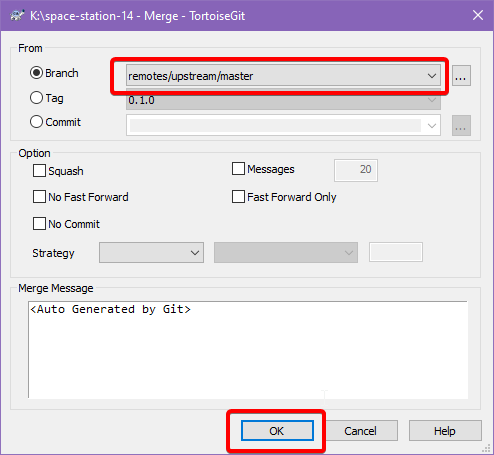 K:\space-station-14 - Merge - TortoiseGit
From
Branch
remotes/upstream/master
...
Tag
0.1.0
Commit
...
Option
Squash
Messages
20
No Fast Forward
Fast Forward Only
No Commit
Strategy
Merge Message
<Auto Generated by Git>
OK
Cancel
Help